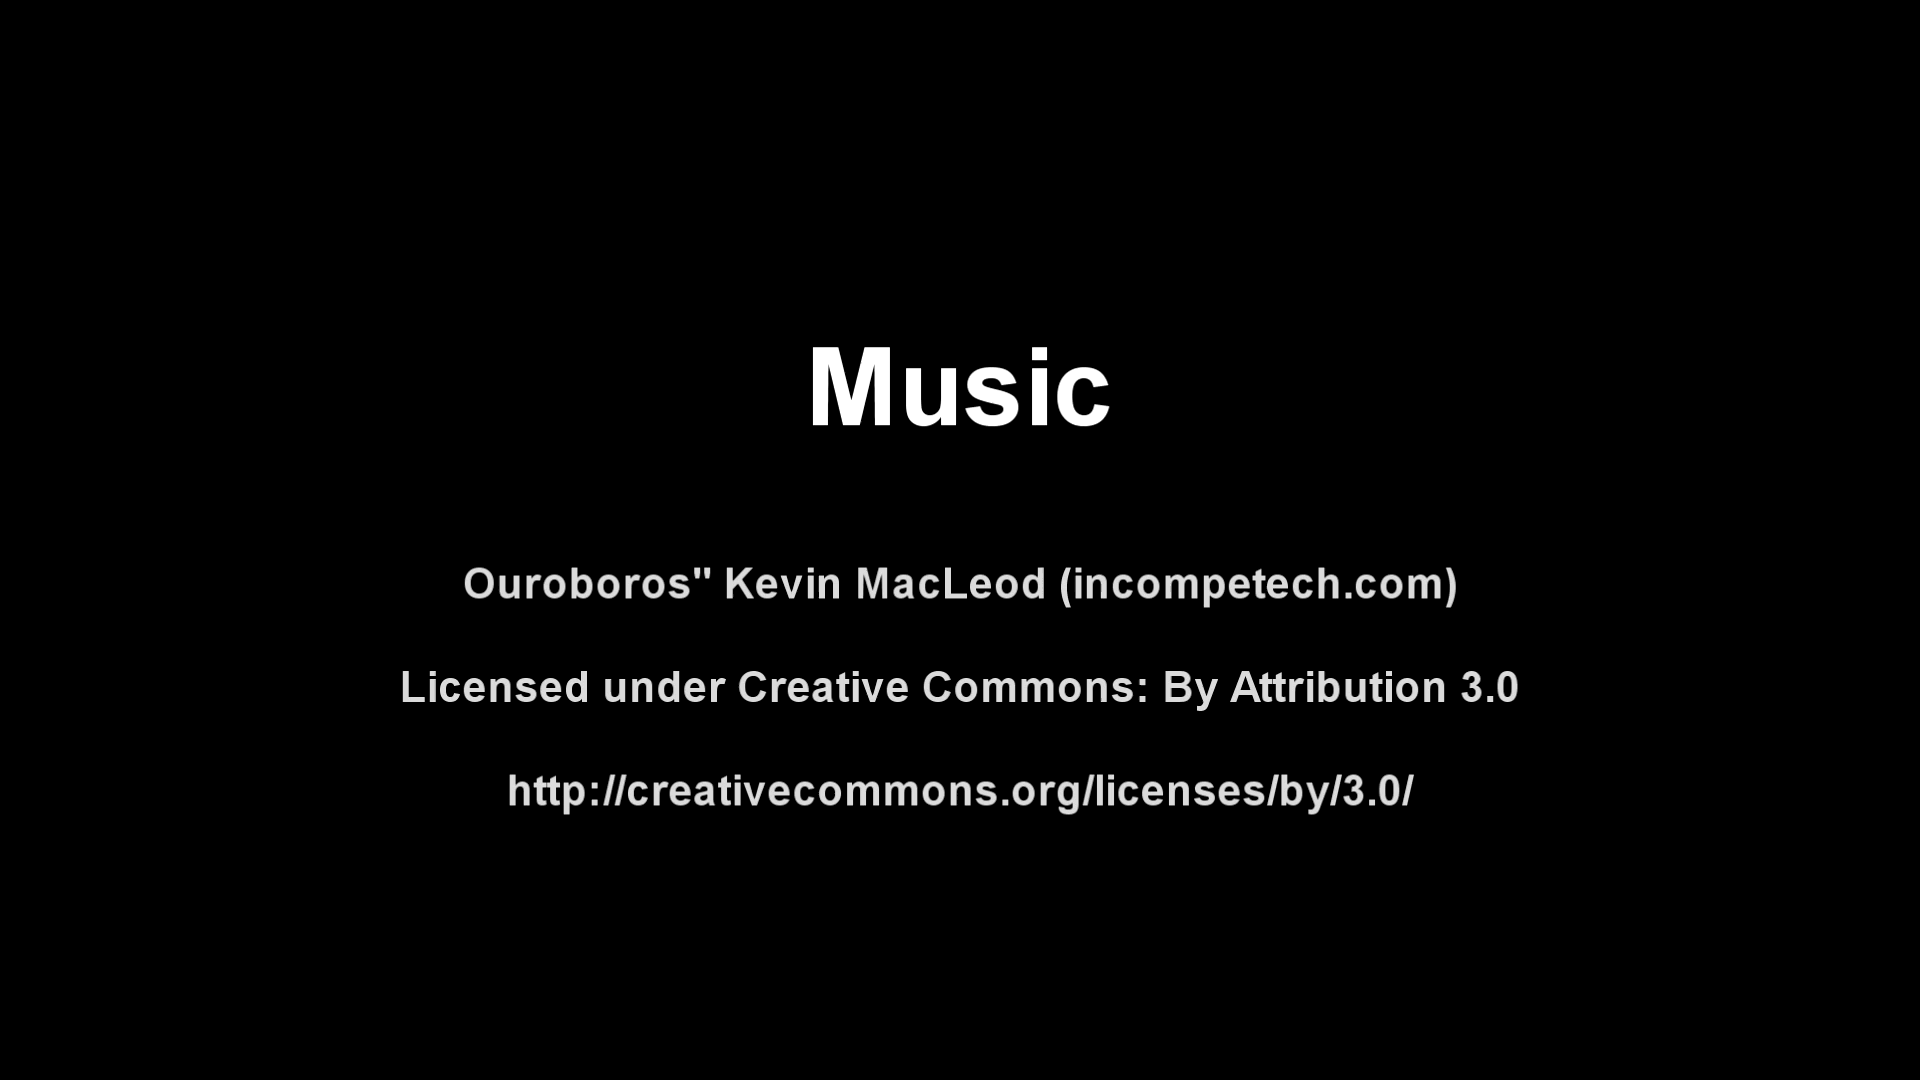 Music
Ouroboros" Kevin MacLeod (incompetech.com)
Licensed under Creative Commons: By Attribution 3.0
http://creativecommons.org/licenses/by/3.0/